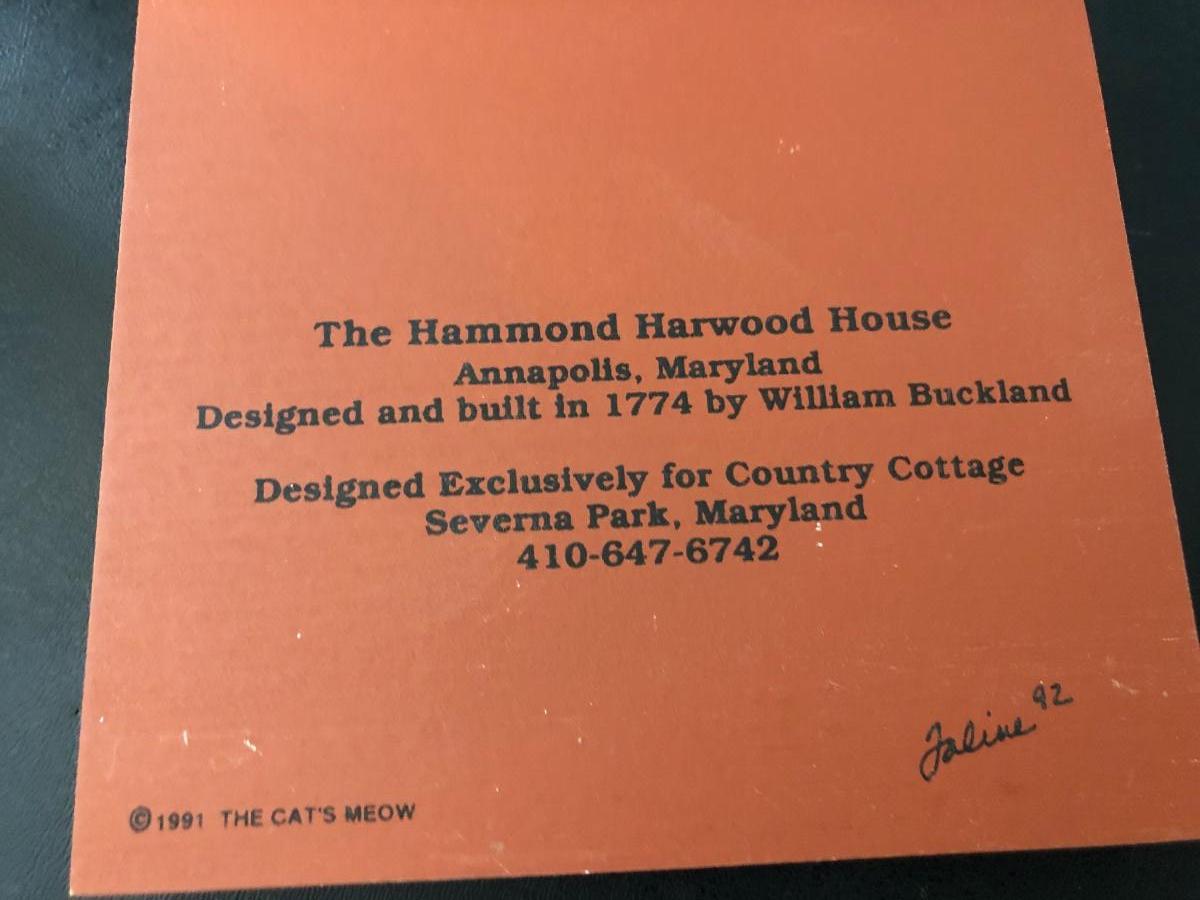 The Hammond Harwood House
Annapolis, Maryland
Designed and built in 1774 by William Buckland
Designed Exclusively for Country Cottage
Severna Park, Maryland
410-647-6742
Faline 92
©1991 THE CAT'S MEOW